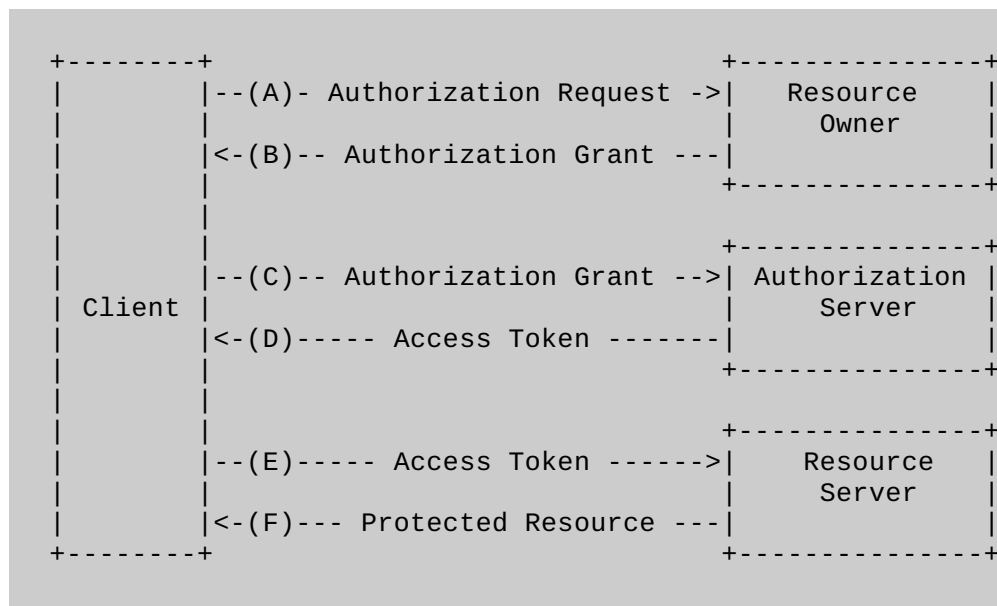 +--------+                               +---------------+
|        |--(A)- Authorization Request ->|   Resource    |
|        |                               |     Owner     |
|        |<-(B)-- Authorization Grant ---|               |
|        |                               +---------------+
|        |
|        |                               +---------------+
|        |--(C)-- Authorization Grant -->| Authorization |
| Client |                               |     Server    |
|        |<-(D)----- Access Token -------|               |
|        |                               +---------------+
|        |
|        |                               +---------------+
|        |--(E)----- Access Token ------>|    Resource   |
|        |                               |     Server    |
|        |<-(F)--- Protected Resource ---|               |
+--------+                               +---------------+